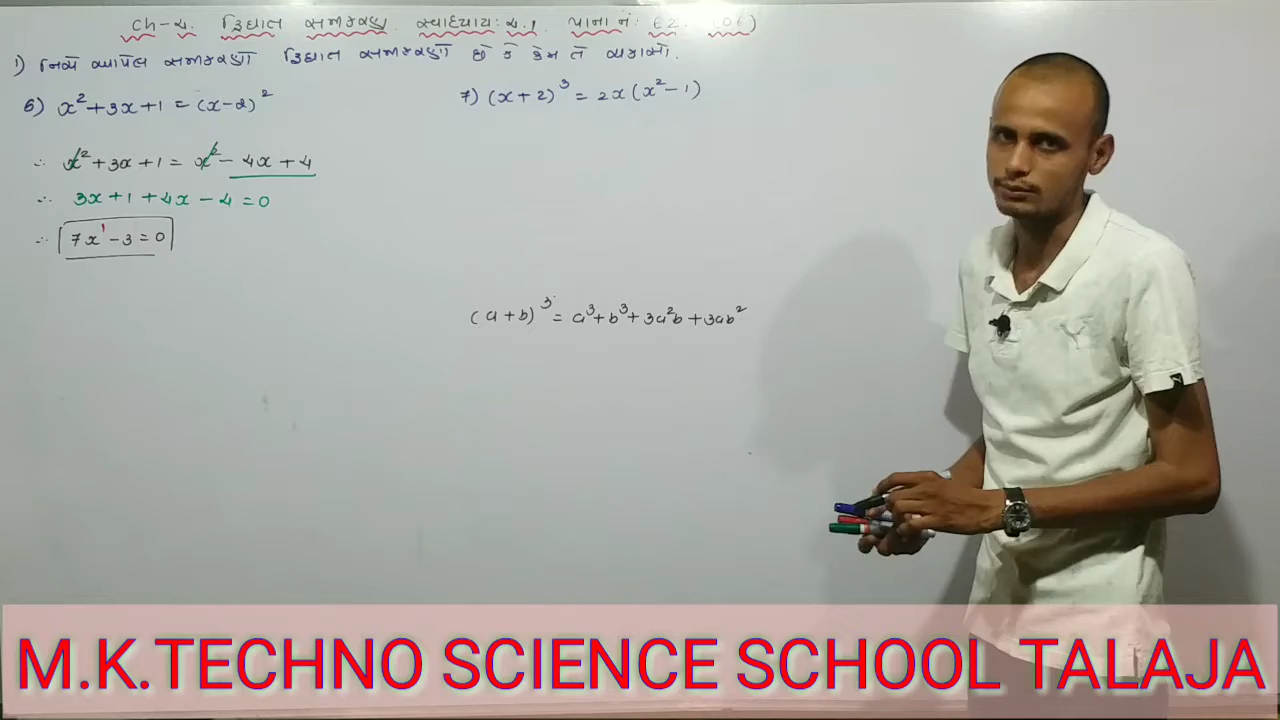 Ch-4. દ્વિઘાત સમીકરણ. સ્વાધ્યાય: 4.1 પાના નં: 62. (06)
1) નિચે આપેલ સમીકરણો દ્વિઘાત સમીકરણો છે કે કેમ તે ચકાસો.
6) x² + 3x + 1 = (x - 2)²
7) (x + 2)³ = 2x (x² - 1)
∴ x² + 3x + 1 = x² - 4x + 4
∴ 3x + 1 + 4x - 4 = 0
∴ 7x¹ - 3 = 0
(a + b)³ = a³ + b³ + 3a²b + 3ab²
M.K.TECHNO SCIENCE SCHOOL TALAJA